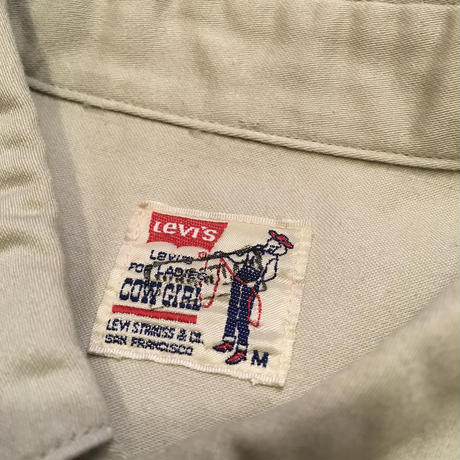 LEVI'S
LEVI'S
FOR LADIES
COWGIRL
LEVI STRAUSS & CO.
SAN FRANCISCO
M